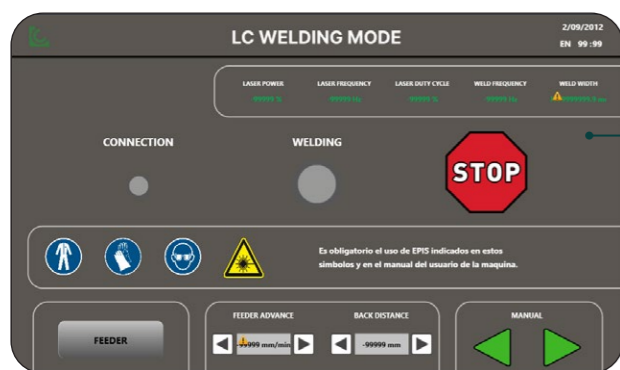 LC WELDING MODE
2/09/2012
EN 99:99
LASER POWER
LASER FREQUENCY
LASER DUTY CYCLE
WELD FREQUENCY
WELD WIDTH
-99999 %
-99999 Hz
-99999 %
-99999 Hz
CONNECTION
WELDING
STOP
Es obligatorio el uso de EPIS indicados en estos
simbolos y en el manual del usuario de la maquina.
FEEDER
FEEDER ADVANCE
BACK DISTANCE
MANUAL
-99999 mm/min
-99999 mm